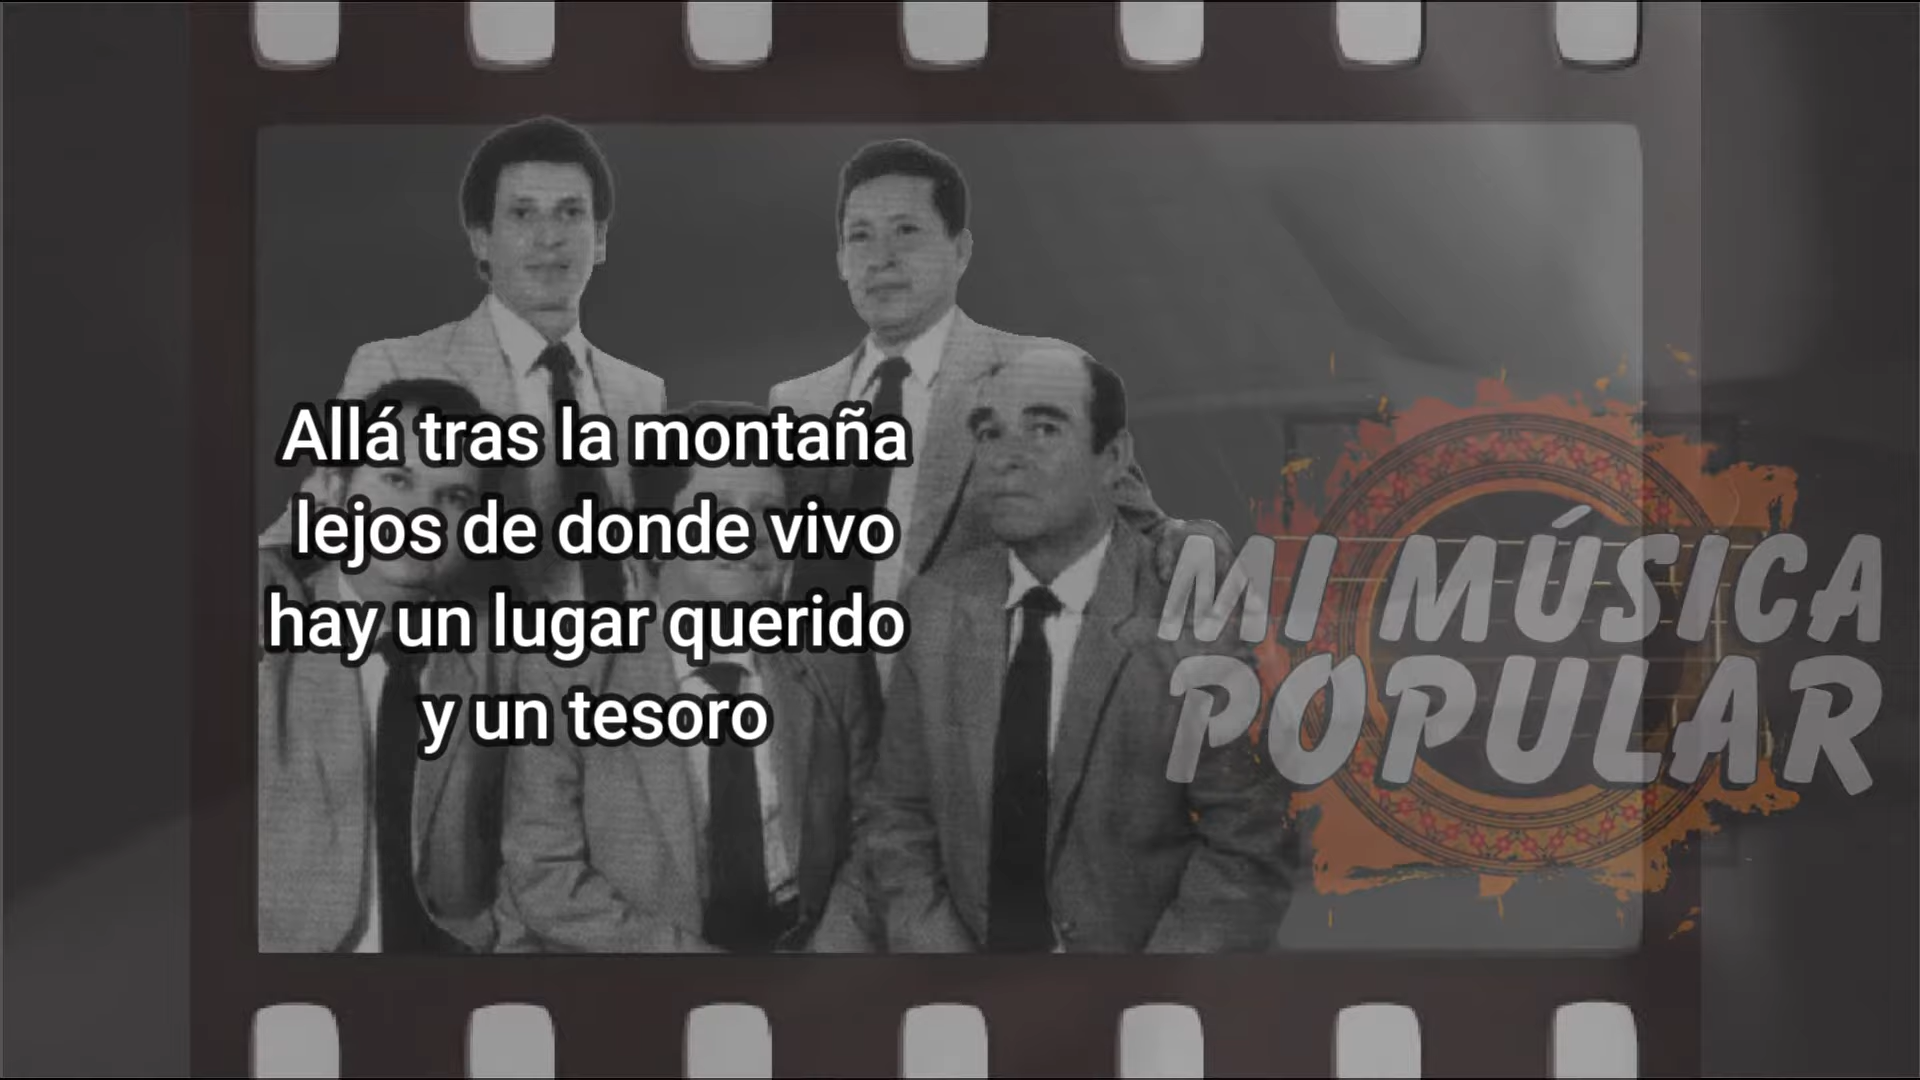 Allá tras la montaña
lejos de donde vivo
hay un lugar querido
y un tesoro
MI MÚSICA
POPULAR